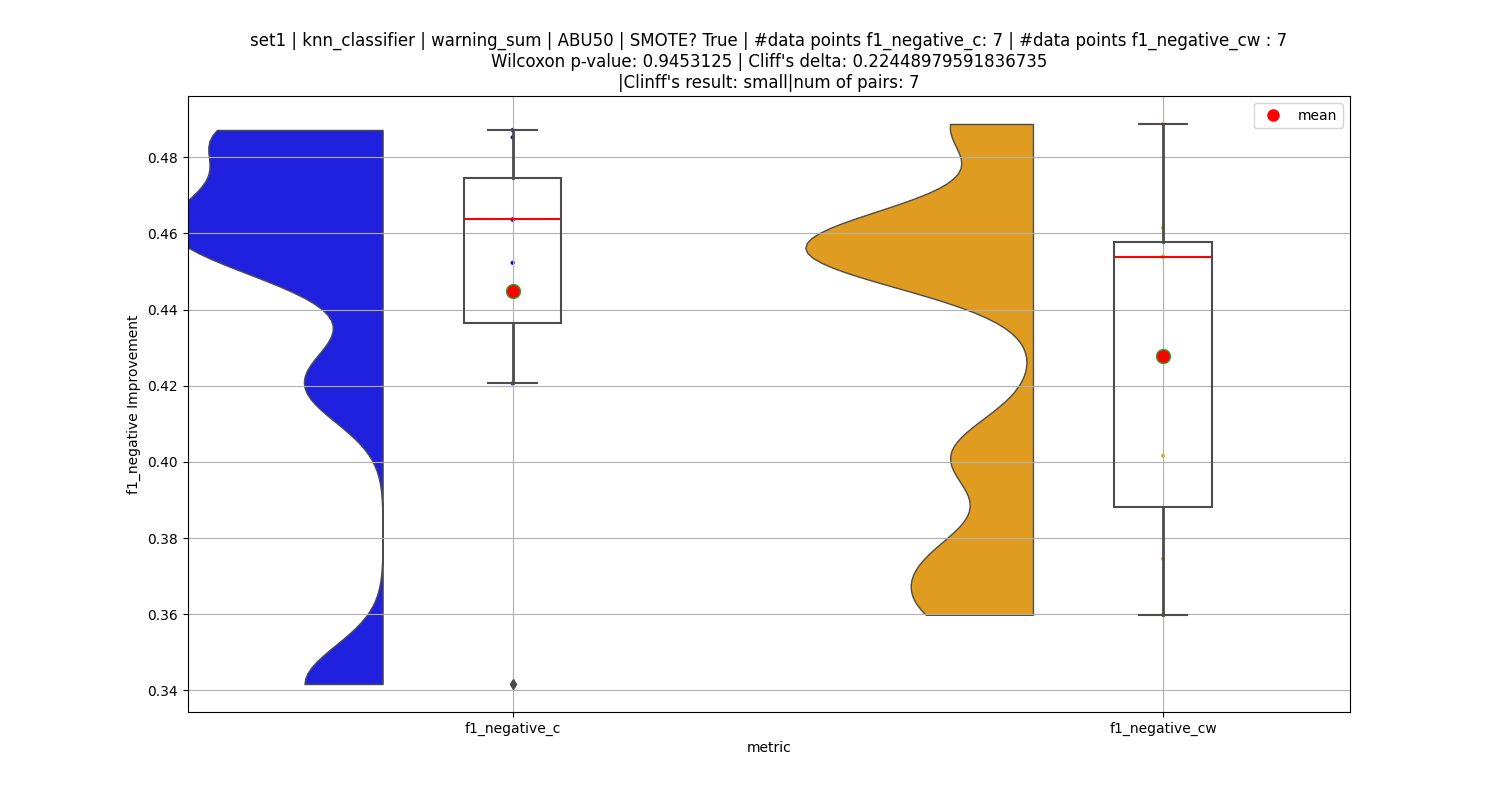 set1 | knn_classifier | warning_sum | ABU50 | SMOTE? True | #data points f1_negative_c: 7 | #data points f1_negative_cw : 7
Wilcoxon p-value: 0.9453125 | Cliff's delta: 0.22448979591836735
|Clinff's result: small|num of pairs: 7
mean
f1_negative Improvement
0.48
0.46
0.44
0.42
0.40
0.38
0.36
0.34
f1_negative_c
f1_negative_cw
metric